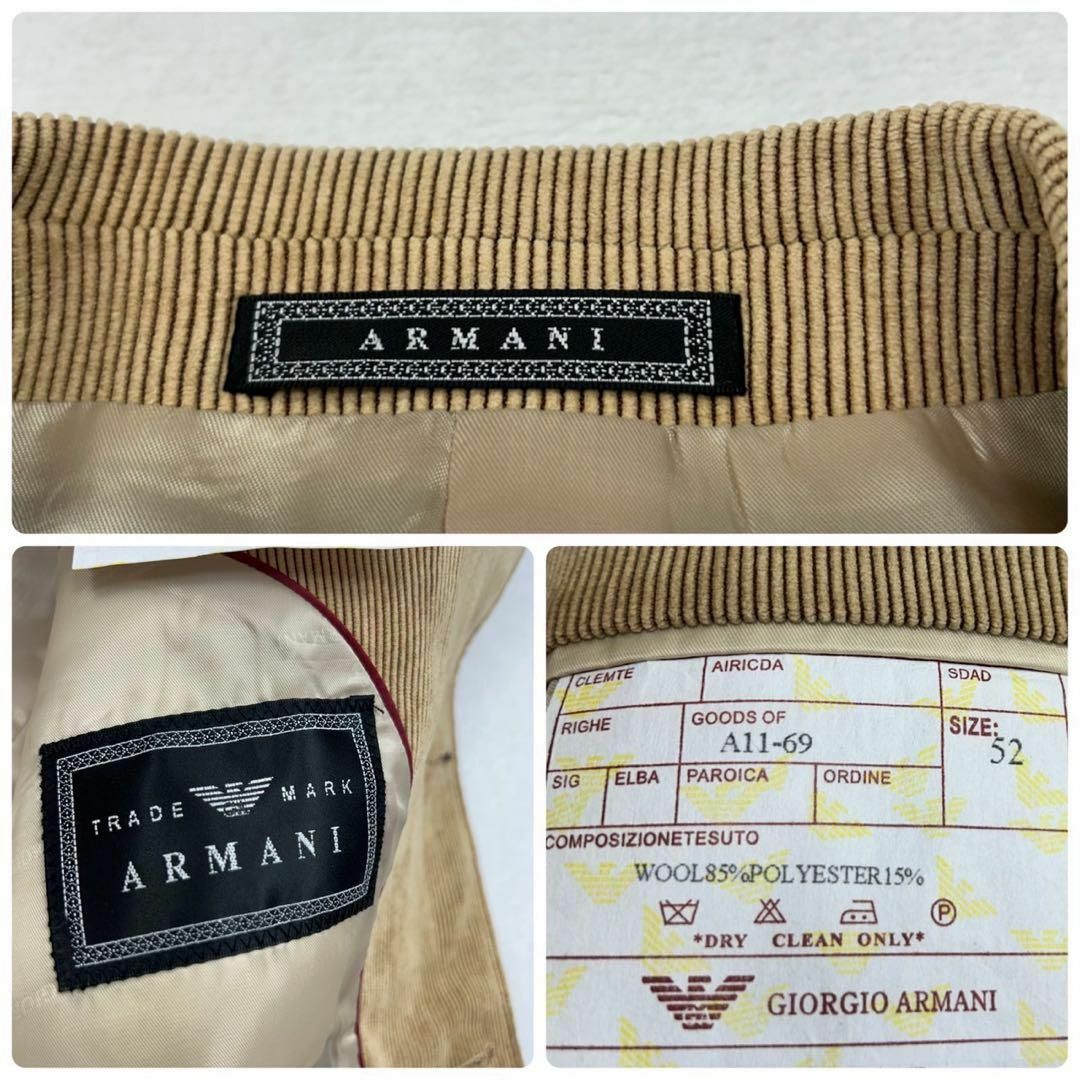 ARMANI
TRADE MARK
ARMANI
CLEMTE
AIRICDA
SDAD
RIGHE
GOODS OF
A11-69
SIZE:
52
SIG
ELBA
PAROICA
ORDINE
COMPOSIZIONETESUTO
WOOL85%POLYESTER15%
P
*DRY CLEAN ONLY*
GIORGIO ARMANI